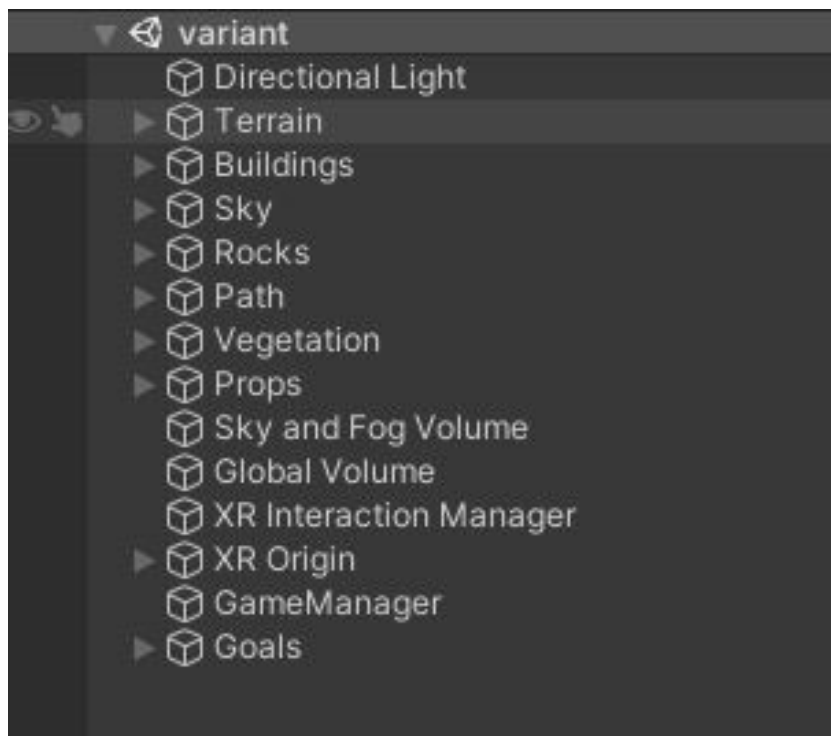 variant
Directional Light
Terrain
Buildings
Sky
Rocks
Path
Vegetation
Props
Sky and Fog Volume
Global Volume
XR Interaction Manager
XR Origin
GameManager
Goals